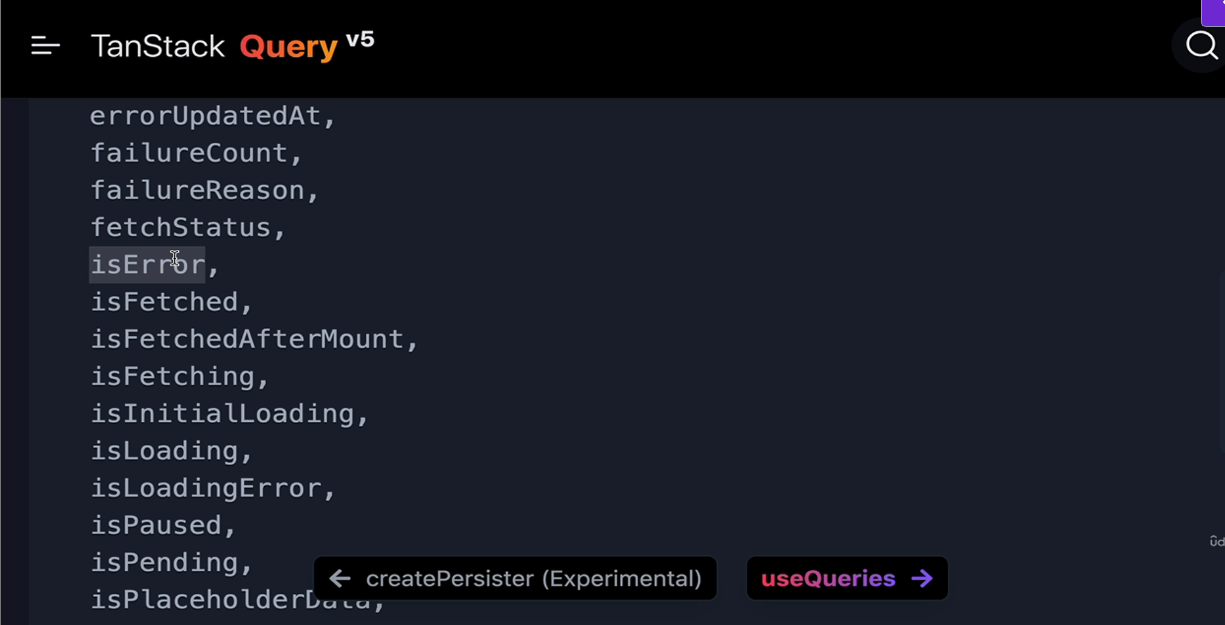 TanStack Query v5
errorUpdatedAt,
failureCount,
failureReason,
fetchStatus,
isError,
isFetched,
isFetchedAfterMount,
isFetching,
isInitialLoading,
isLoading,
isLoadingError,
isPaused,
isPending,
isPlaceholderData,
← createPersister (Experimental)
useQueries →